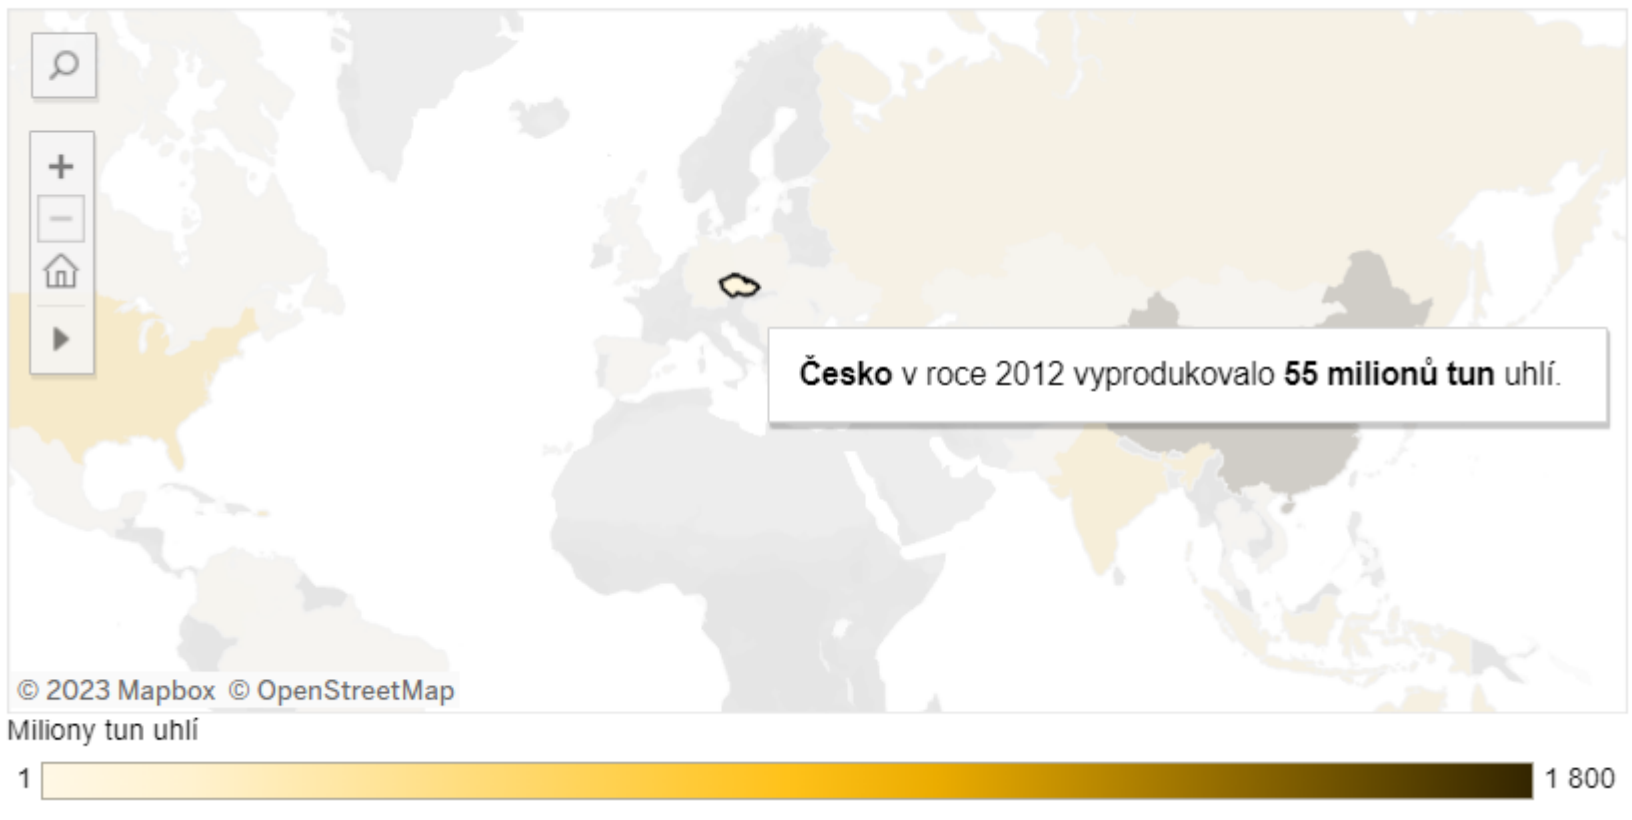 Česko v roce 2012 vyprodukovalo 55 milionů tun uhlí.
© 2023 Mapbox © OpenStreetMap
Miliony tun uhlí
1 1 800